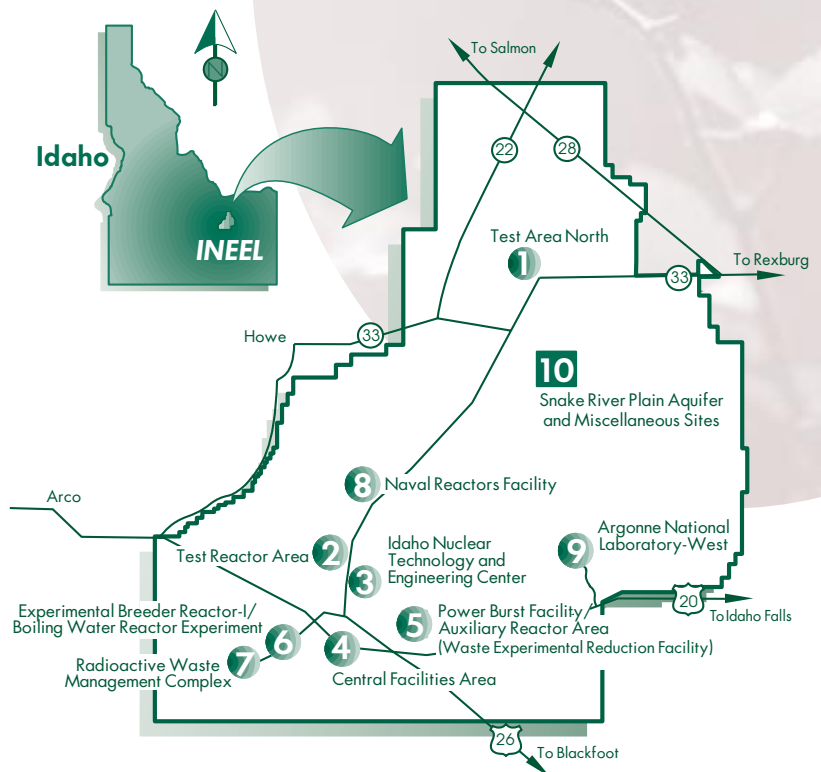 To Salmon
N
22
28
Idaho
INEEL
Test Area North
1
To Rexburg
33
Howe
33
10
Snake River Plain Aquifer
and Miscellaneous Sites
8
Naval Reactors Facility
Arco
Test Reactor Area
2
Idaho Nuclear
Technology and
Engineering Center
3
Argonne National
Laboratory-West
9
20
To Idaho Falls
Experimental Breeder Reactor-I/
Boiling Water Reactor Experiment
6
5
Power Burst Facility/
Auxiliary Reactor Area
(Waste Experimental Reduction Facility)
Radioactive Waste
Management Complex
7
4
Central Facilities Area
26
To Blackfoot